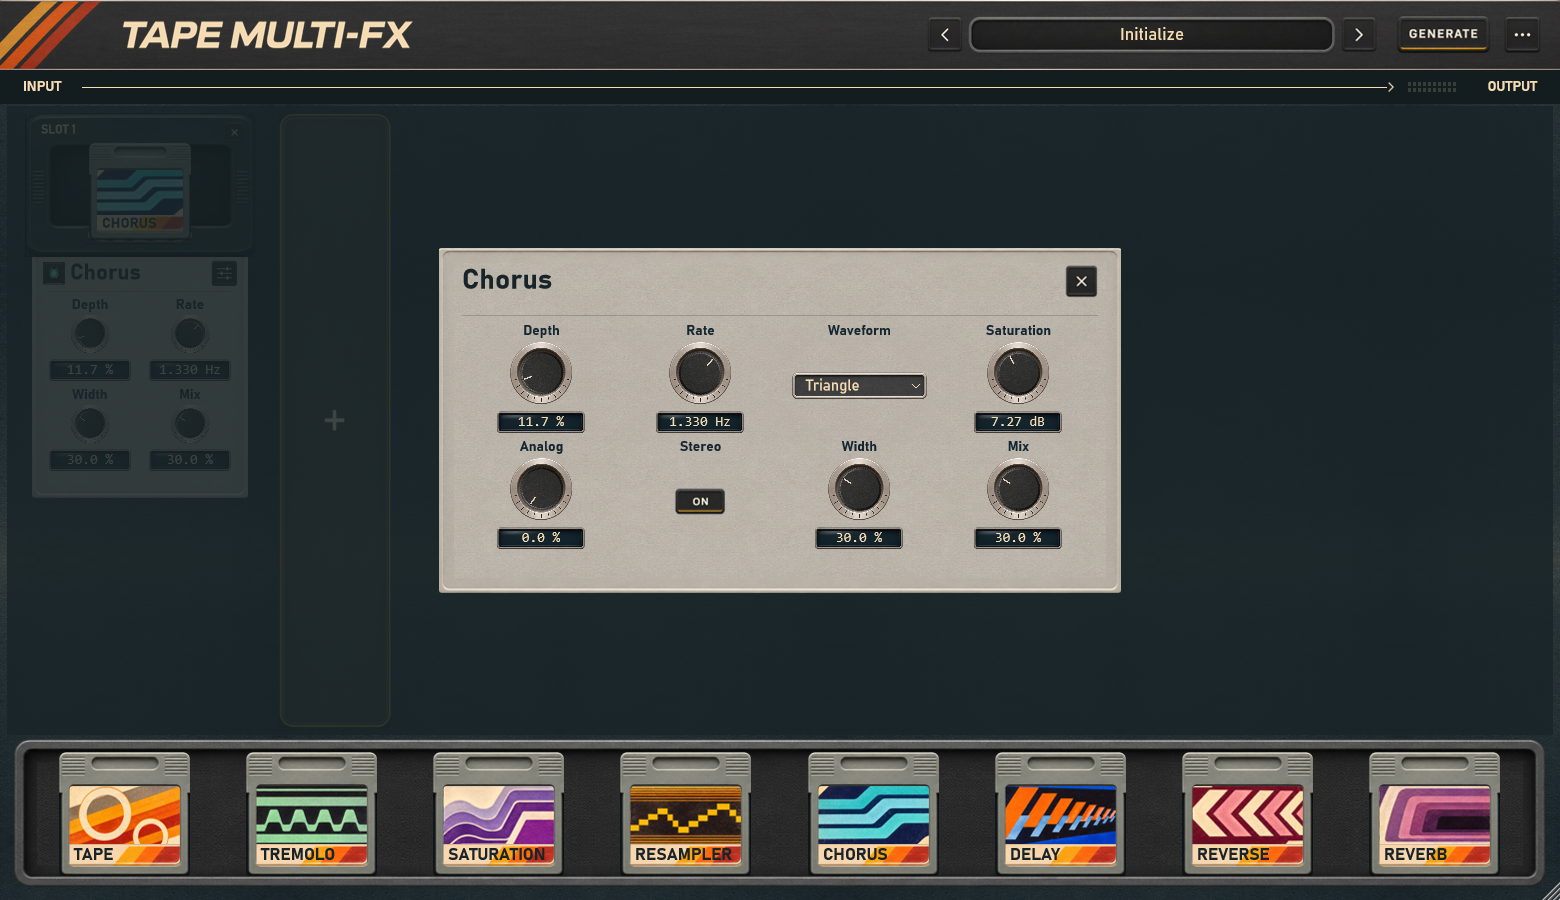 TAPE MULTI-FX
Initialize
GENERATE
INPUT
OUTPUT
SLOT 1
CHORUS
Chorus
Depth Rate
11.7 % 1.330 Hz
Width Mix
30.0 % 30.0 %
Chorus
Depth Rate Waveform Saturation
Triangle
11.7 % 1.330 Hz 7.27 dB
Analog Stereo Width Mix
ON
0.0 % 30.0 % 30.0 %
TAPE TREMOLO SATURATION RESAMPLER CHORUS DELAY REVERSE REVERB